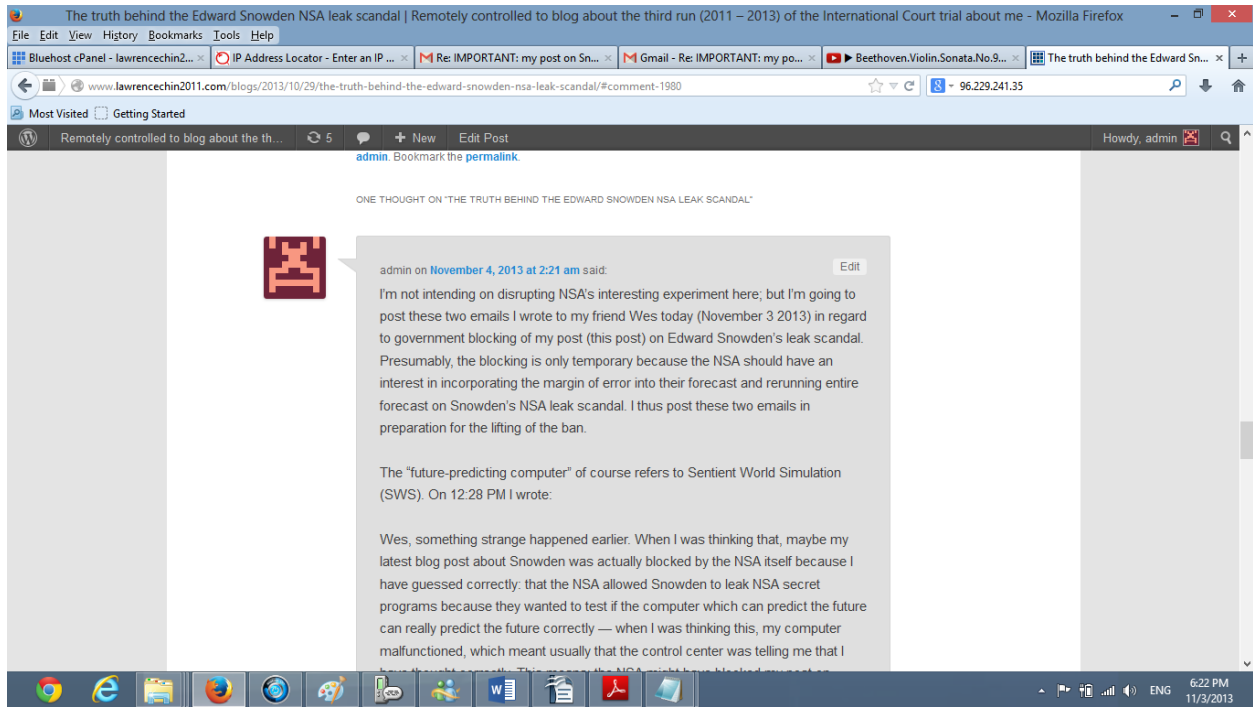 The truth behind the Edward Snowden NSA leak scandal | Remotely controlled to blog about the third run (2011 – 2013) of the International Court trial about me - Mozilla Firefox
File Edit View History Bookmarks Tools Help
Bluehost cPanel - lawrencechin2... IP Address Locator - Enter an IP ... Re: IMPORTANT: my post on Sn... Gmail - Re: IMPORTANT: my po... ▶ Beethoven.Violin.Sonata.No.9... The truth behind the Edward Sn...
www.lawrencechin2011.com/blogs/2013/10/29/the-truth-behind-the-edward-snowden-nsa-leak-scandal/#comment-1980 96.229.241.35
Most Visited Getting Started
Remotely controlled to blog about the th... 5 + New Edit Post Howdy, admin
admin. Bookmark the permalink.
ONE THOUGHT ON “THE TRUTH BEHIND THE EDWARD SNOWDEN NSA LEAK SCANDAL”
admin on November 4, 2013 at 2:21 am said: Edit
I’m not intending on disrupting NSA’s interesting experiment here; but I’m going to
post these two emails I wrote to my friend Wes today (November 3 2013) in regard
to government blocking of my post (this post) on Edward Snowden’s leak scandal.
Presumably, the blocking is only temporary because the NSA should have an
interest in incorporating the margin of error into their forecast and rerunning entire
forecast on Snowden’s NSA leak scandal. I thus post these two emails in
preparation for the lifting of the ban.
The “future-predicting computer” of course refers to Sentient World Simulation
(SWS). On 12:28 PM I wrote:
Wes, something strange happened earlier. When I was thinking that, maybe my
latest blog post about Snowden was actually blocked by the NSA itself because I
have guessed correctly: that the NSA allowed Snowden to leak NSA secret
programs because they wanted to test if the computer which can predict the future
can really predict the future correctly — when I was thinking this, my computer
malfunctioned, which meant usually that the control center was telling me that I
have thought correctly. This means: the NSA might have blocked my post on
ENG 6:22 PM
11/3/2013